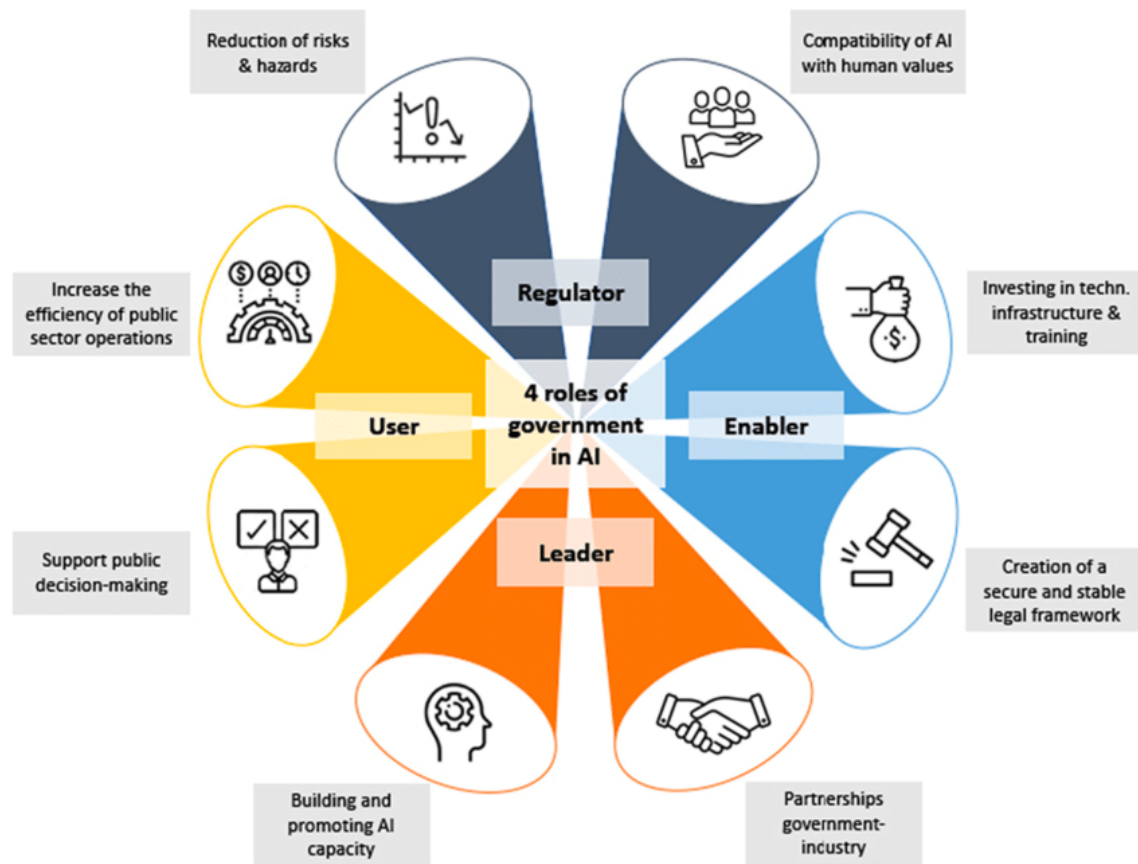 Reduction of risks
& hazards
Compatibility of AI
with human values
Increase the
efficiency of public
sector operations
Regulator
Investing in techn.
infrastructure &
training
4 roles of
government
in AI
User
Enabler
Leader
Support public
decision-making
Creation of a
secure and stable
legal framework
Building and
promoting AI
capacity
Partnerships
government-
industry
$
$